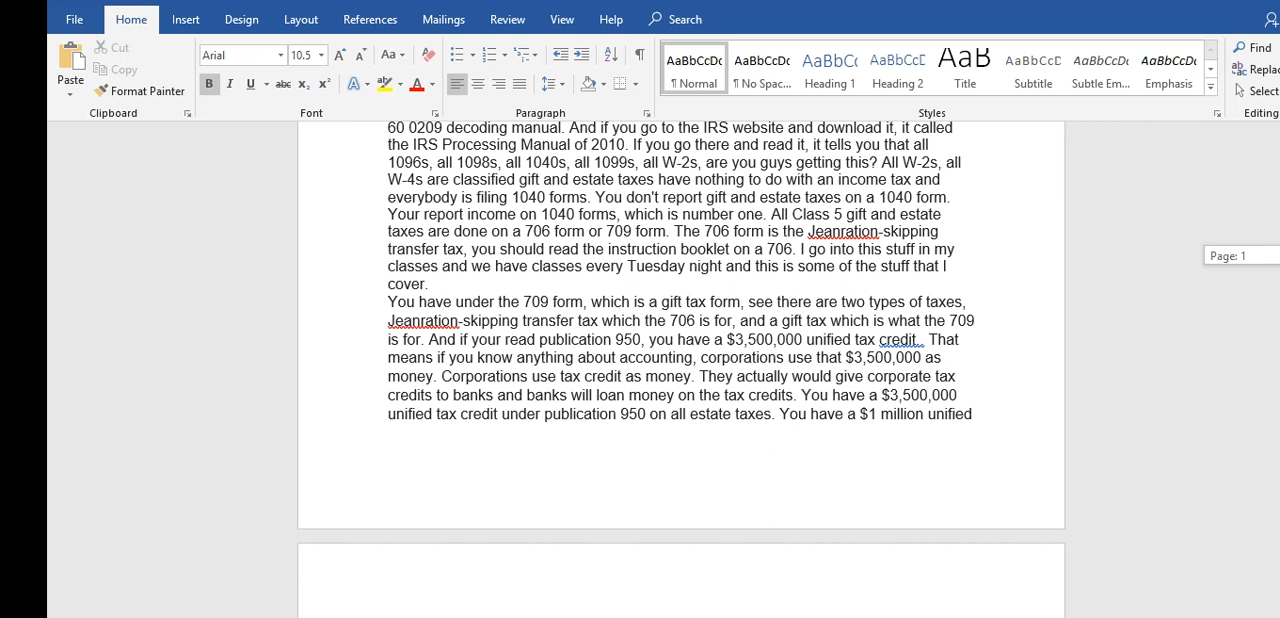 File Home Insert Design Layout References Mailings Review View Help Search
Cut
Copy
Paste
Format Painter
Clipboard
Arial 10.5 Aa
B I U abc x₂ x² A ab A
Font
Paragraph
AaBbCcDc AaBbCcDc AaBbCc AaBbCcD AaB AaBbCcD AaBbCcDc AaBbCcDc
¶ Normal ¶ No Spac... Heading 1 Heading 2 Title Subtitle Subtle Em... Emphasis
Styles
Find
Replac
Select
Editing
60 0209 decoding manual. And if you go to the IRS website and download it, it called
the IRS Processing Manual of 2010. If you go there and read it, it tells you that all
1096s, all 1098s, all 1040s, all 1099s, all W-2s, are you guys getting this? All W-2s, all
W-4s are classified gift and estate taxes have nothing to do with an income tax and
everybody is filing 1040 forms. You don't report gift and estate taxes on a 1040 form.
Your report income on 1040 forms, which is number one. All Class 5 gift and estate
taxes are done on a 706 form or 709 form. The 706 form is the Jeanration-skipping
transfer tax, you should read the instruction booklet on a 706. I go into this stuff in my
classes and we have classes every Tuesday night and this is some of the stuff that I
cover.
You have under the 709 form, which is a gift tax form, see there are two types of taxes,
Jeanration-skipping transfer tax which the 706 is for, and a gift tax which is what the 709
is for. And if your read publication 950, you have a $3,500,000 unified tax credit.. That
means if you know anything about accounting, corporations use that $3,500,000 as
money. Corporations use tax credit as money. They actually would give corporate tax
credits to banks and banks will loan money on the tax credits. You have a $3,500,000
unified tax credit under publication 950 on all estate taxes. You have a $1 million unified
Page: 1